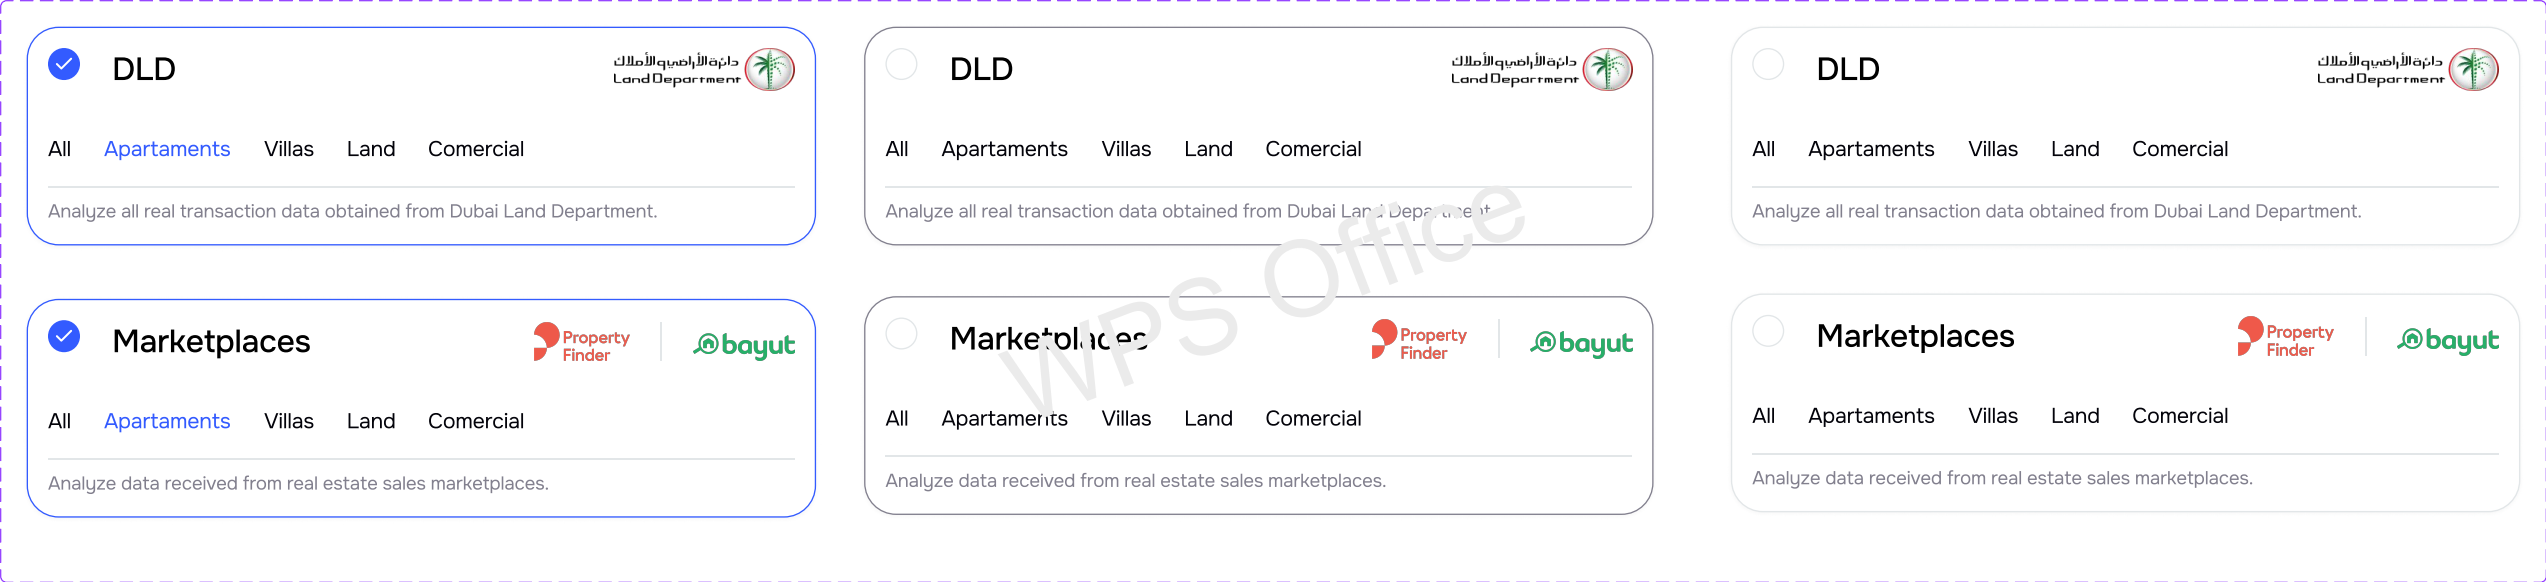 DLD
دائرة الأراضي والأملاك
Land Department
All Apartaments Villas Land Comercial
Analyze all real transaction data obtained from Dubai Land Department.
DLD
دائرة الأراضي والأملاك
Land Department
All Apartaments Villas Land Comercial
Analyze all real transaction data obtained from Dubai Land Department.
DLD
دائرة الأراضي والأملاك
Land Department
All Apartaments Villas Land Comercial
Analyze all real transaction data obtained from Dubai Land Department.
WPS Office
Marketplaces
Property
Finder
bayut
All Apartaments Villas Land Comercial
Analyze data received from real estate sales marketplaces.
Marketplaces
Property
Finder
bayut
All Apartaments Villas Land Comercial
Analyze data received from real estate sales marketplaces.
Marketplaces
Property
Finder
bayut
All Apartaments Villas Land Comercial
Analyze data received from real estate sales marketplaces.